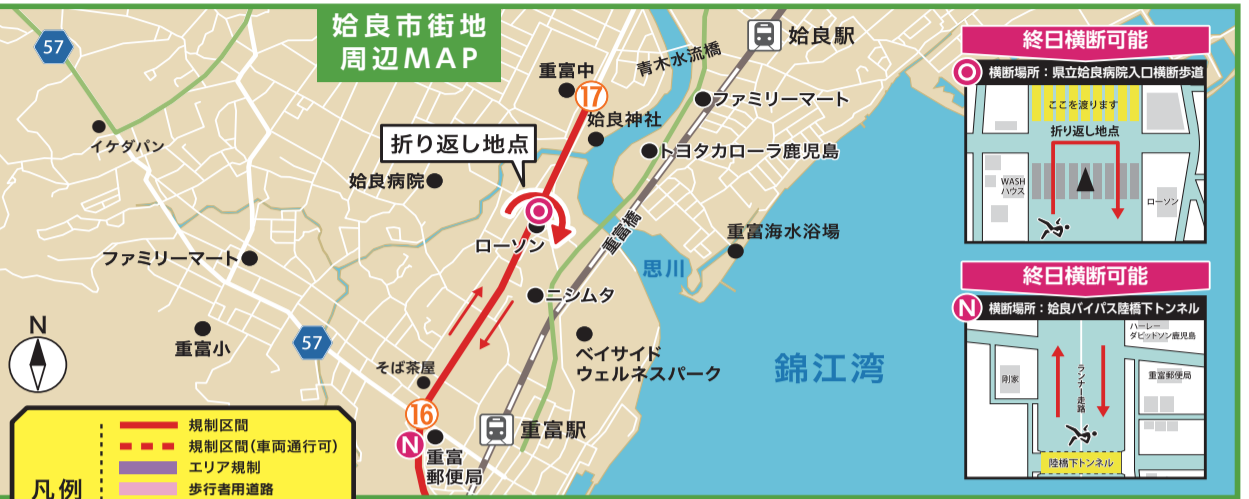 姶良市街地
周辺MAP
57
イケダパン
重富中
17
姶良神社
青木水流橋
姶良駅
ファミリーマート
トヨタカローラ鹿児島
折り返し地点
姶良病院
ローソン
重富橋
思川
重富海水浴場
ファミリーマート
ニシムタ
重富小
57
そば茶屋
ベイサイド
ウェルネスパーク
錦江湾
16
N
重富
郵便局
重富駅
N
凡例
規制区間
規制区間(車両通行可)
エリア規制
歩行者用道路
終日横断可能
O
横断場所:県立姶良病院入口横断歩道
ここを渡ります
折り返し地点
WASH
ハウス
ローソン
終日横断可能
N
横断場所:姶良バイパス陸橋下トンネル
ハーレー
ダビッドソン鹿児島
剛家
ランナー走路
重富郵便局
陸橋下トンネル